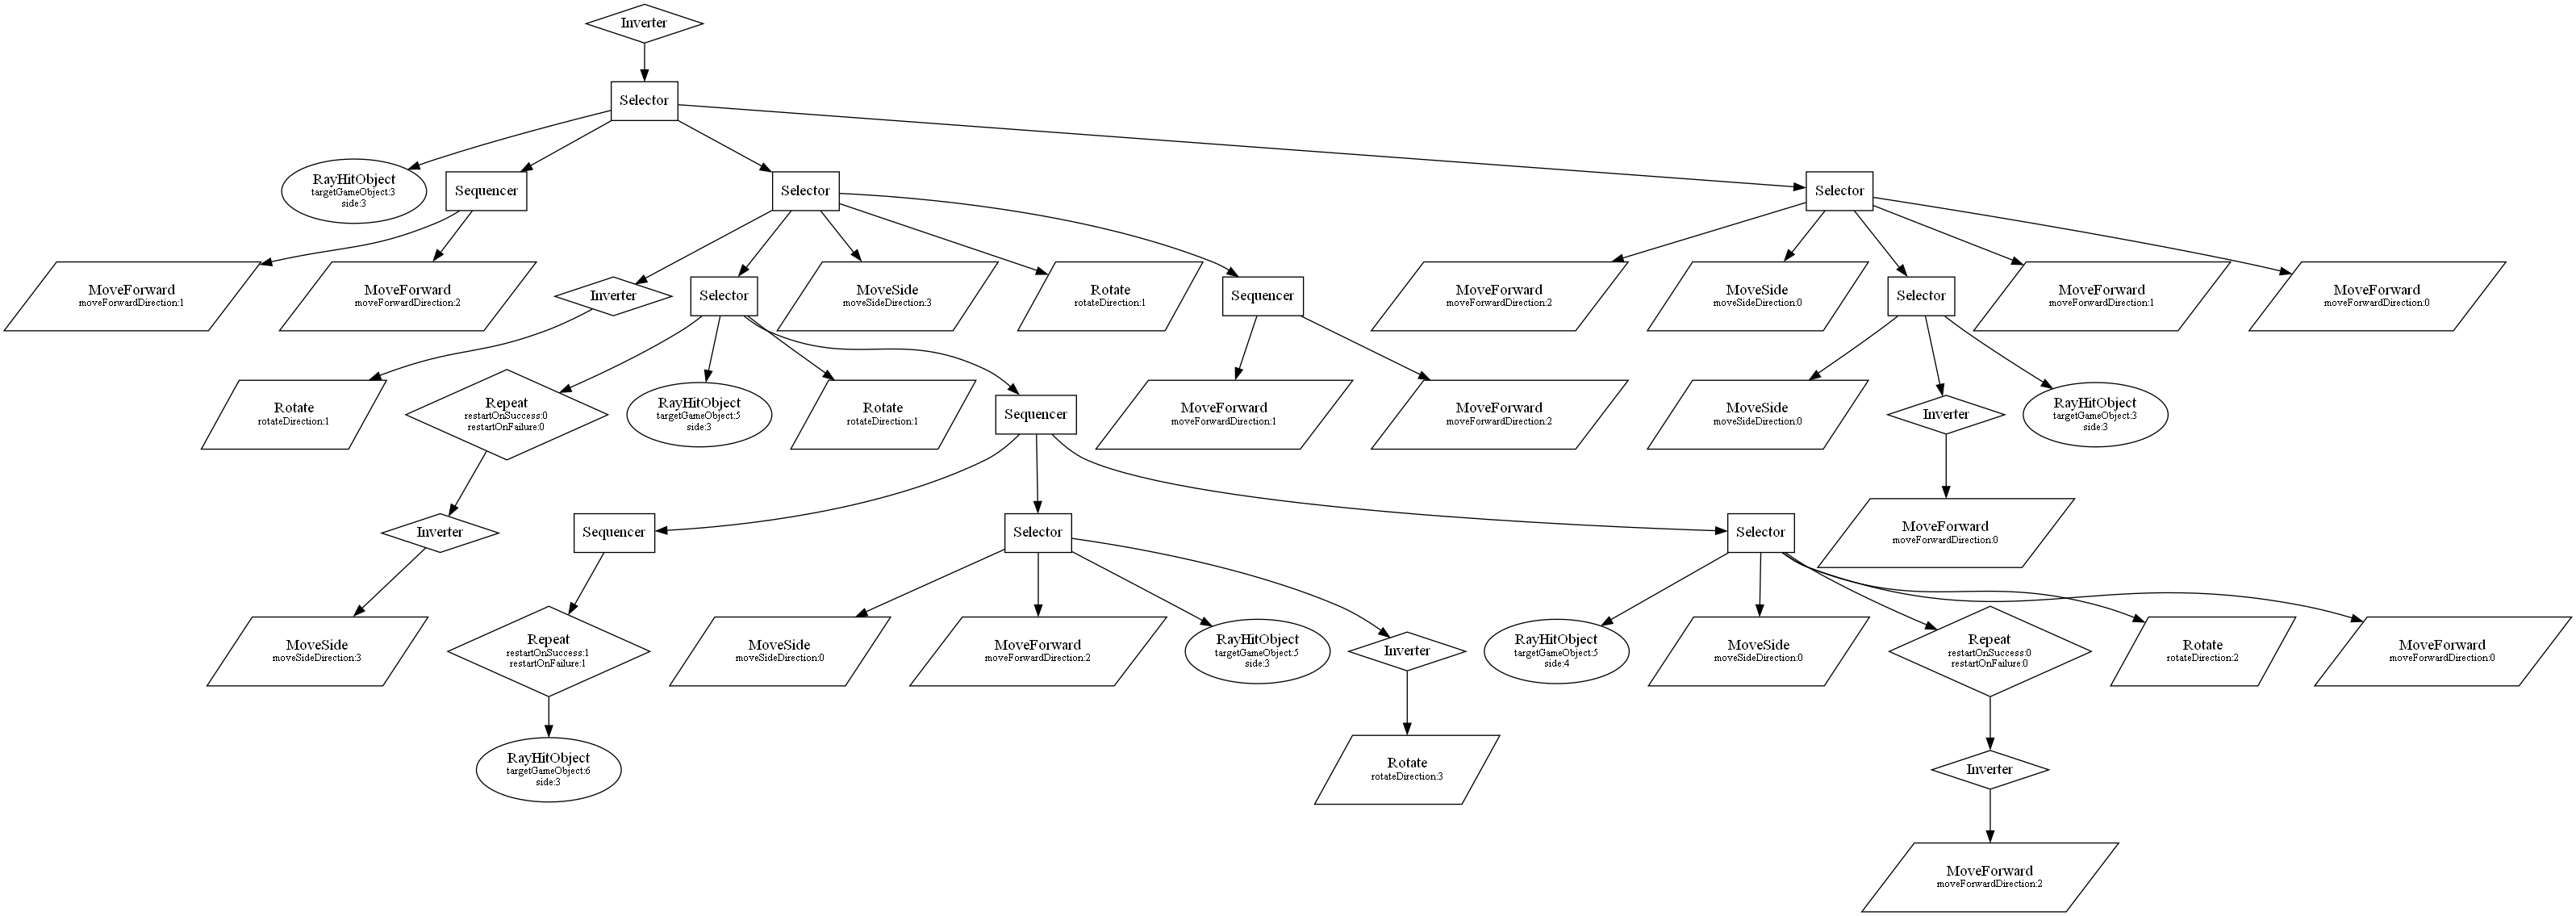 Inverter
Selector
RayHitObject
targetGameObject:3
side:3
Sequencer
Selector
Selector
MoveForward
moveForwardDirection:1
MoveForward
moveForwardDirection:2
Inverter
Selector
MoveSide
moveSideDirection:3
Rotate
rotateDirection:1
Sequencer
MoveForward
moveForwardDirection:2
MoveSide
moveSideDirection:0
Selector
MoveForward
moveForwardDirection:1
MoveForward
moveForwardDirection:0
Rotate
rotateDirection:1
Repeat
restartOnSuccess:0
restartOnFailure:0
RayHitObject
targetGameObject:5
side:3
Rotate
rotateDirection:1
Sequencer
MoveForward
moveForwardDirection:1
MoveForward
moveForwardDirection:2
MoveSide
moveSideDirection:0
Inverter
RayHitObject
targetGameObject:3
side:3
Inverter
Sequencer
Selector
Selector
MoveForward
moveForwardDirection:0
MoveSide
moveSideDirection:3
Repeat
restartOnSuccess:1
restartOnFailure:1
MoveSide
moveSideDirection:0
MoveForward
moveForwardDirection:2
RayHitObject
targetGameObject:5
side:3
Inverter
RayHitObject
targetGameObject:5
side:4
MoveSide
moveSideDirection:0
Repeat
restartOnSuccess:0
restartOnFailure:0
Rotate
rotateDirection:2
MoveForward
moveForwardDirection:0
RayHitObject
targetGameObject:6
side:3
Rotate
rotateDirection:3
Inverter
MoveForward
moveForwardDirection:2